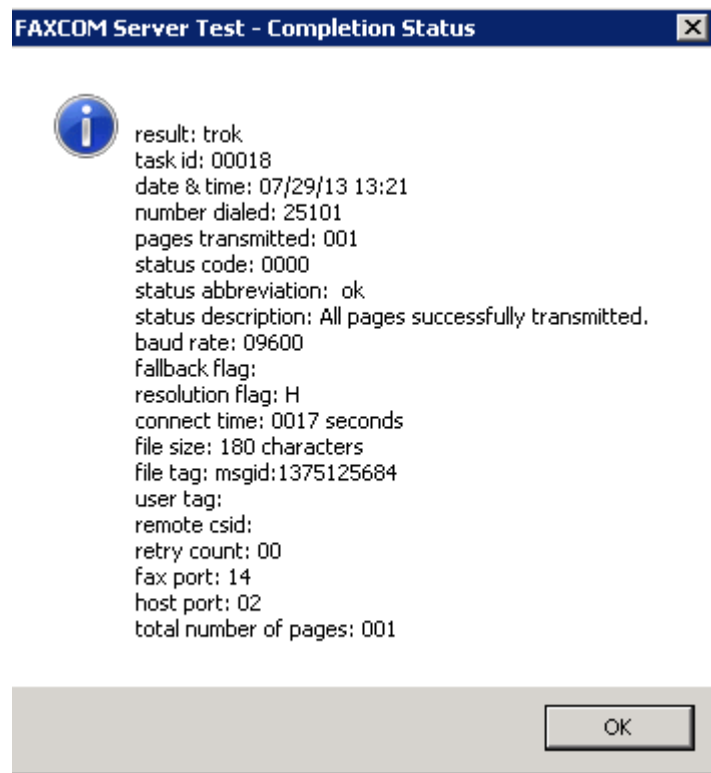 FAXCOM Server Test - Completion Status
result: trok
task id: 00018
date & time: 07/29/13 13:21
number dialed: 25101
pages transmitted: 001
status code: 0000
status abbreviation:  ok
status description: All pages successfully transmitted.
baud rate: 09600
fallback flag:
resolution flag: H
connect time: 0017 seconds
file size: 180 characters
file tag: msgid:1375125684
user tag:
remote csid:
retry count: 00
fax port: 14
host port: 02
total number of pages: 001
OK